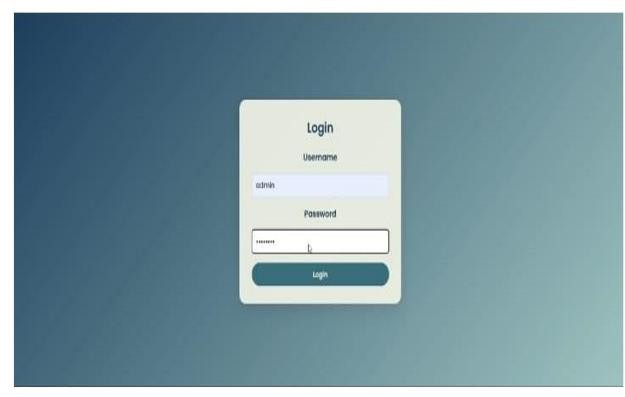 Login
Username
admin
Password
••••••••
Login